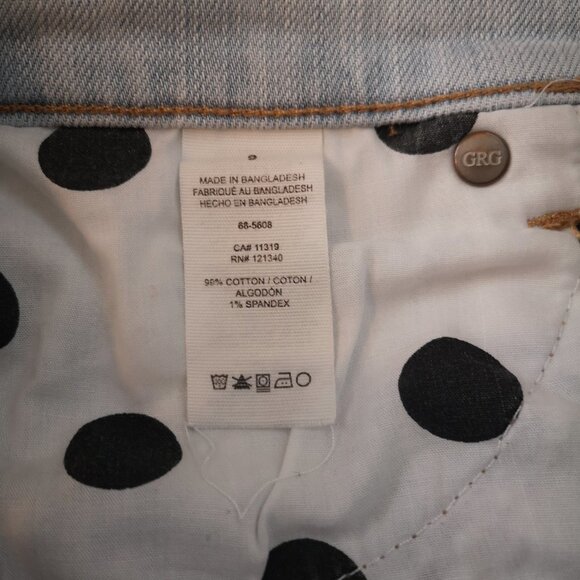 MADE IN BANGLADESH
FABRIQUÉ AU BANGLADESH
HECHO EN BANGLADESH
68-5608
CA# 11319
RN# 121340
99% COTTON / COTON /
ALGODÓN
1% SPANDEX
GRG